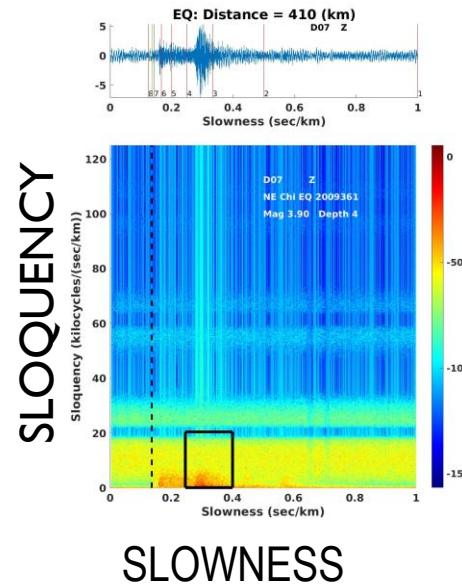 EQ: Distance = 410 (km)
D07 Z
5
0
-5
8 7 6 5 4 3 2 1
0 0.2 0.4 0.6 0.8 1
Slowness (sec/km)
SLOQUENCY
Sloquency (kilocycles/(sec/km))
120
100
80
60
40
20
0
D07 Z
NE Chi EQ 2009361
Mag 3.90 Depth 4
0
-50
-10
-15
0 0.2 0.4 0.6 0.8 1
Slowness (sec/km)
SLOWNESS